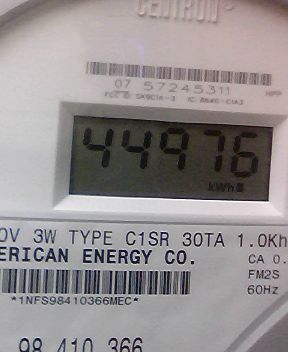 CENTRON
07 57245311
44976
kWh
0V 3W TYPE C1SR 30TA 1.0Kh
ERICAN ENERGY CO.
CA 0.
FM2S
*1NFS98410366MEC*
60Hz
98 410 366